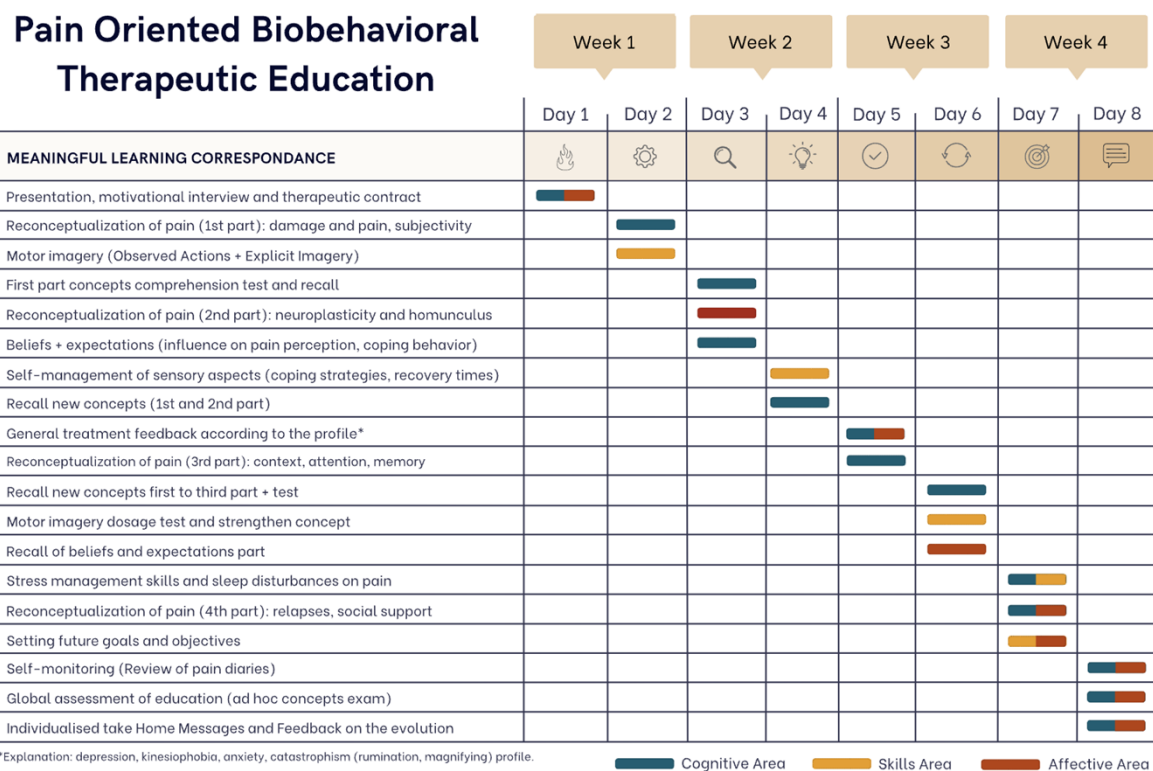 Pain Oriented Biobehavioral
Therapeutic Education
Week 1
Week 2
Week 3
Week 4
Day 1
Day 2
Day 3
Day 4
Day 5
Day 6
Day 7
Day 8
MEANINGFUL LEARNING CORRESPONDANCE
Presentation, motivational interview and therapeutic contract
Reconceptualization of pain (1st part): damage and pain, subjectivity
Motor imagery (Observed Actions + Explicit Imagery)
First part concepts comprehension test and recall
Reconceptualization of pain (2nd part): neuroplasticity and homunculus
Beliefs + expectations (influence on pain perception, coping behavior)
Self-management of sensory aspects (coping strategies, recovery times)
Recall new concepts (1st and 2nd part)
General treatment feedback according to the profile*
Reconceptualization of pain (3rd part): context, attention, memory
Recall new concepts first to third part + test
Motor imagery dosage test and strengthen concept
Recall of beliefs and expectations part
Stress management skills and sleep disturbances on pain
Reconceptualization of pain (4th part): relapses, social support
Setting future goals and objectives
Self-monitoring (Review of pain diaries)
Global assessment of education (ad hoc concepts exam)
Individualised take Home Messages and Feedback on the evolution
*Explanation: depression, kinesiophobia, anxiety, catastrophism (rumination, magnifying) profile.
Cognitive Area
Skills Area
Affective Area